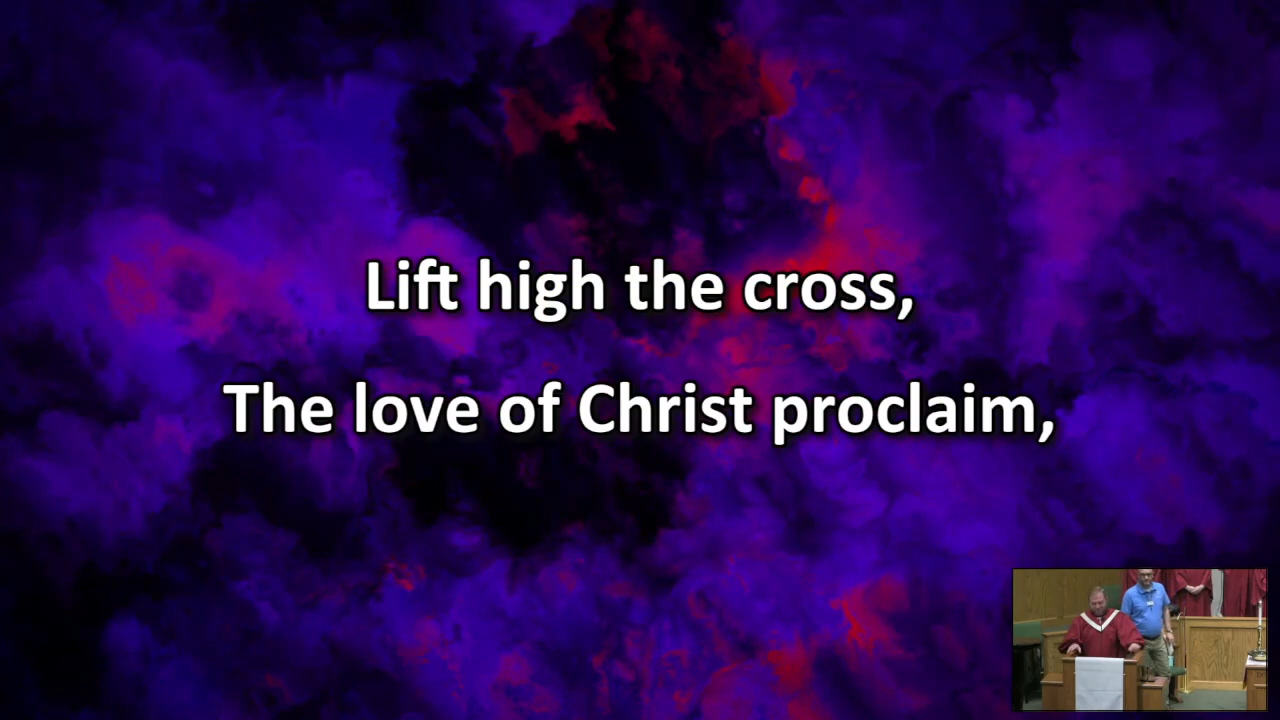 Lift high the cross,
The love of Christ proclaim,